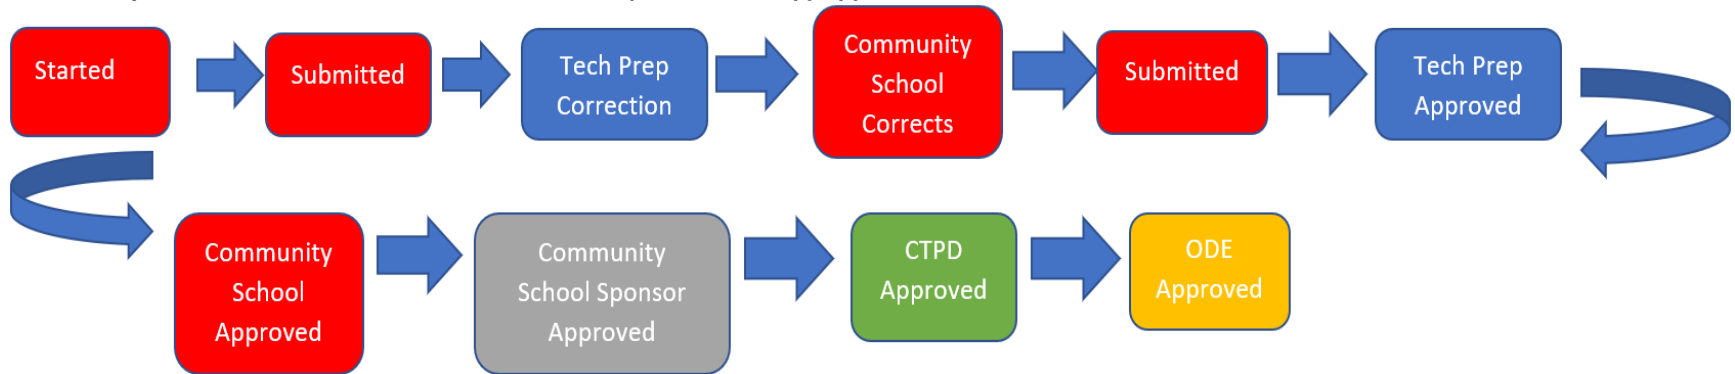 Started
Submitted
Tech Prep
Correction
Community
School
Corrects
Submitted
Tech Prep
Approved
Community
School
Approved
Community
School Sponsor
Approved
CTPD
Approved
ODE
Approved